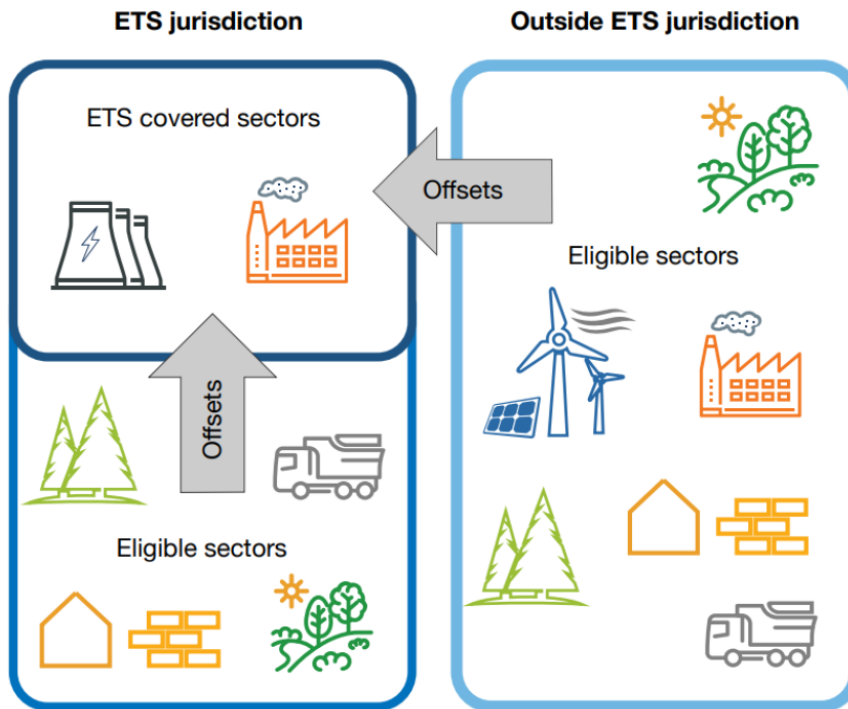 ETS jurisdiction
Outside ETS jurisdiction
ETS covered sectors
Offsets
Eligible sectors
Offsets
Eligible sectors